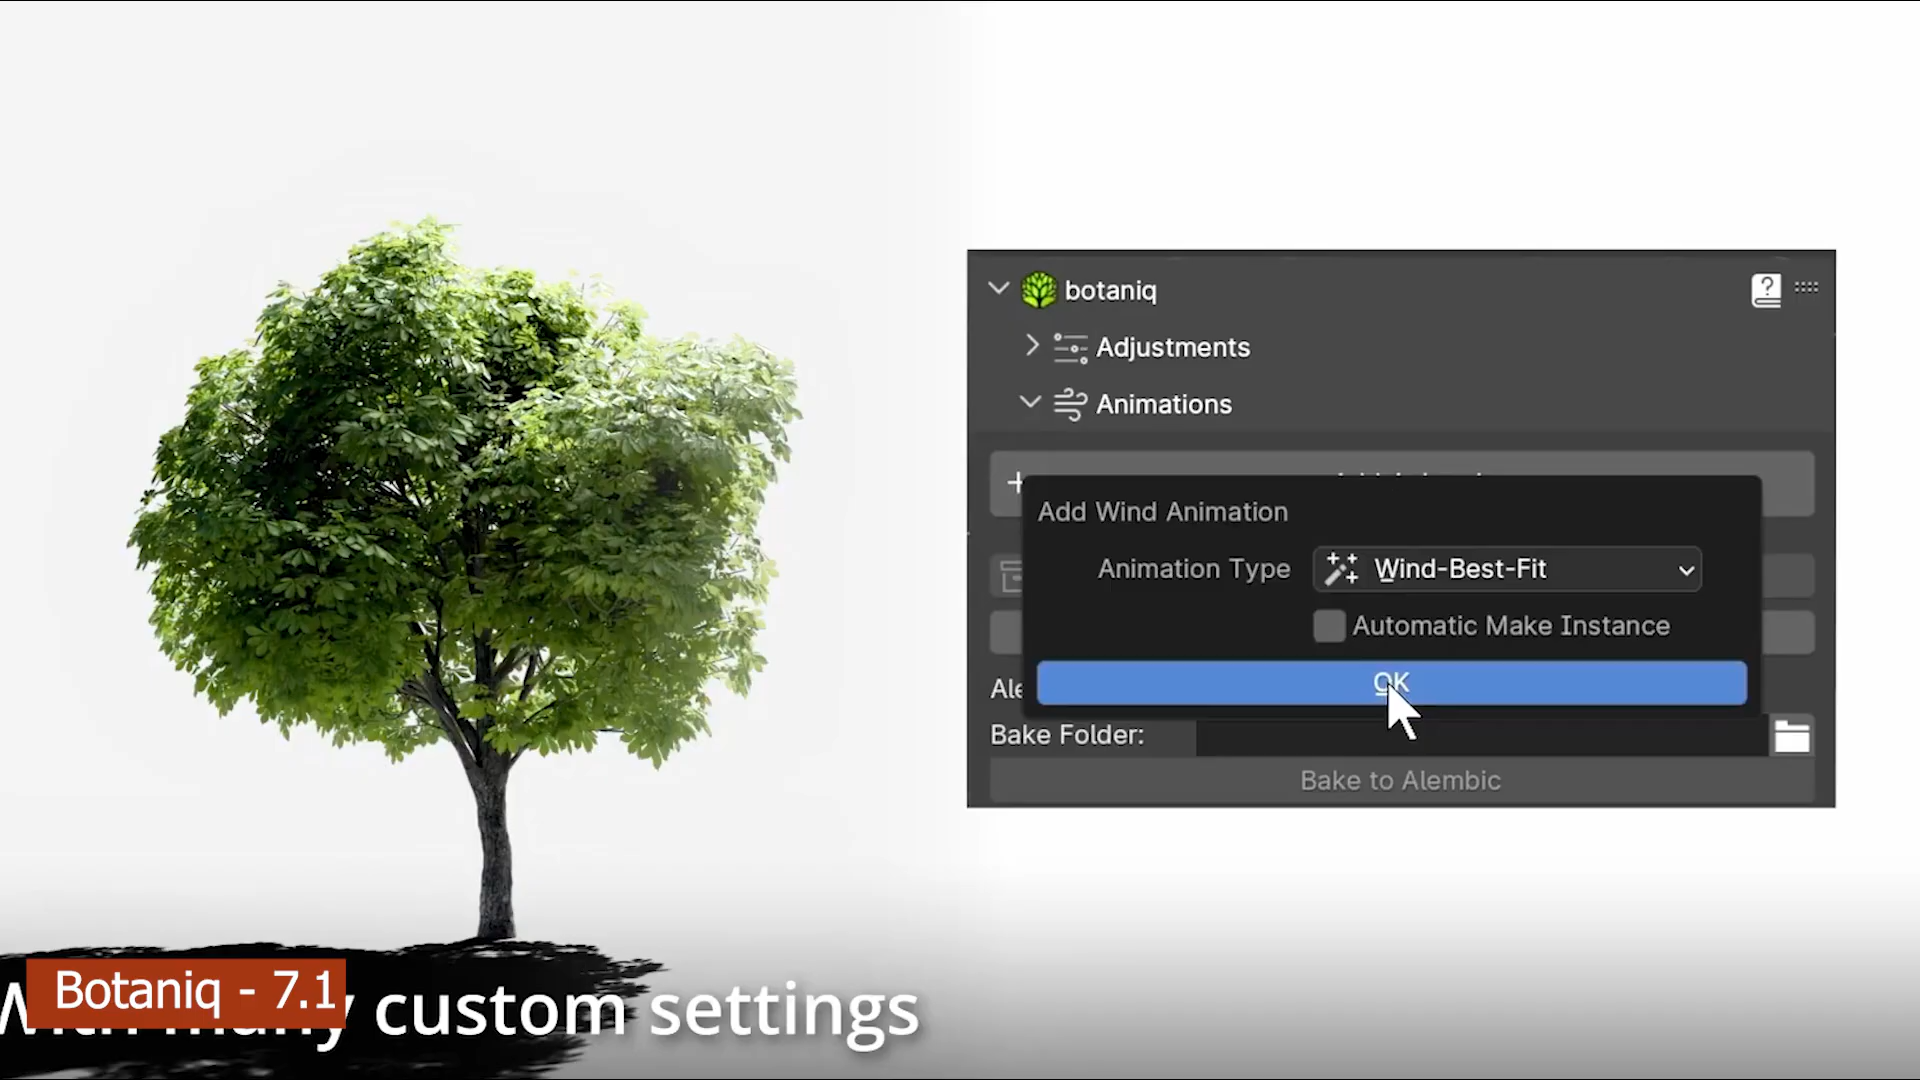 botaniq
Adjustments
Animations
Add Wind Animation
Animation Type
Wind-Best-Fit
Automatic Make Instance
OK
Bake Folder:
Bake to Alembic
Botaniq - 7.1
custom settings